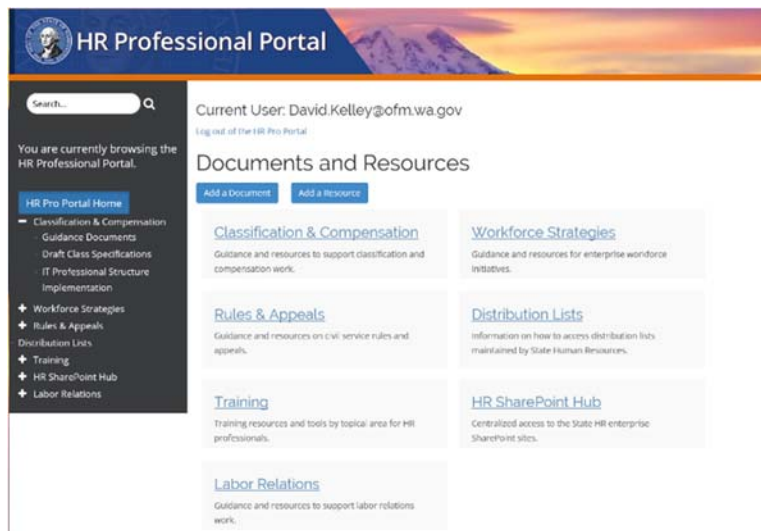 HR Professional Portal
Search...
You are currently browsing the
HR Professional Portal.
HR Pro Portal Home
Classification & Compensation
Guidance Documents
Draft Class Specifications
IT Professional Structure
Implementation
Workforce Strategies
Rules & Appeals
Distribution Lists
Training
HR SharePoint Hub
Labor Relations
Current User: David.Kelley@ofm.wa.gov
Log out of the HR Pro Portal
Documents and Resources
Add a Document
Add a Resource
Classification & Compensation
Guidance and resources to support classification and
compensation work.
Workforce Strategies
Guidance and resources for enterprise workforce
initiatives.
Rules & Appeals
Guidance and resources on civil service rules and
appeals.
Distribution Lists
Information on how to access distribution lists
maintained by State Human Resources.
Training
Training resources and tools by topical area for HR
professionals.
HR SharePoint Hub
Centralized access to the State HR enterprise
SharePoint sites.
Labor Relations
Guidance and resources to support labor relations
work.